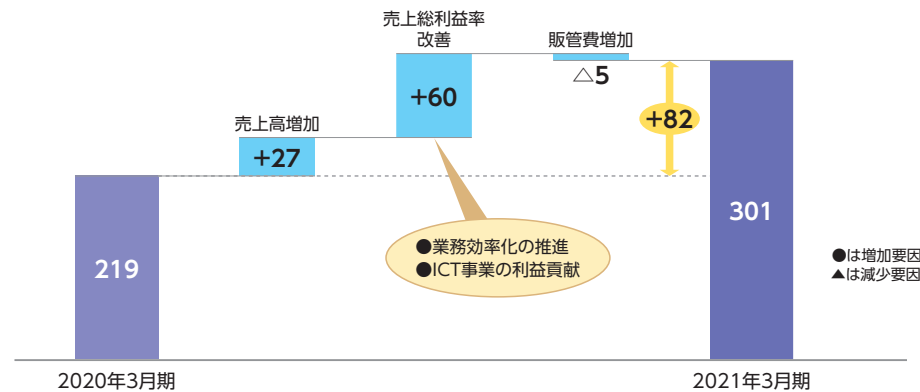 売上総利益率
改善
販管費増加
△5
+60
+82
売上高増加
+27
301
219
●業務効率化の推進
●ICT事業の利益貢献
●は増加要因
▲は減少要因
2020年3月期
2021年3月期